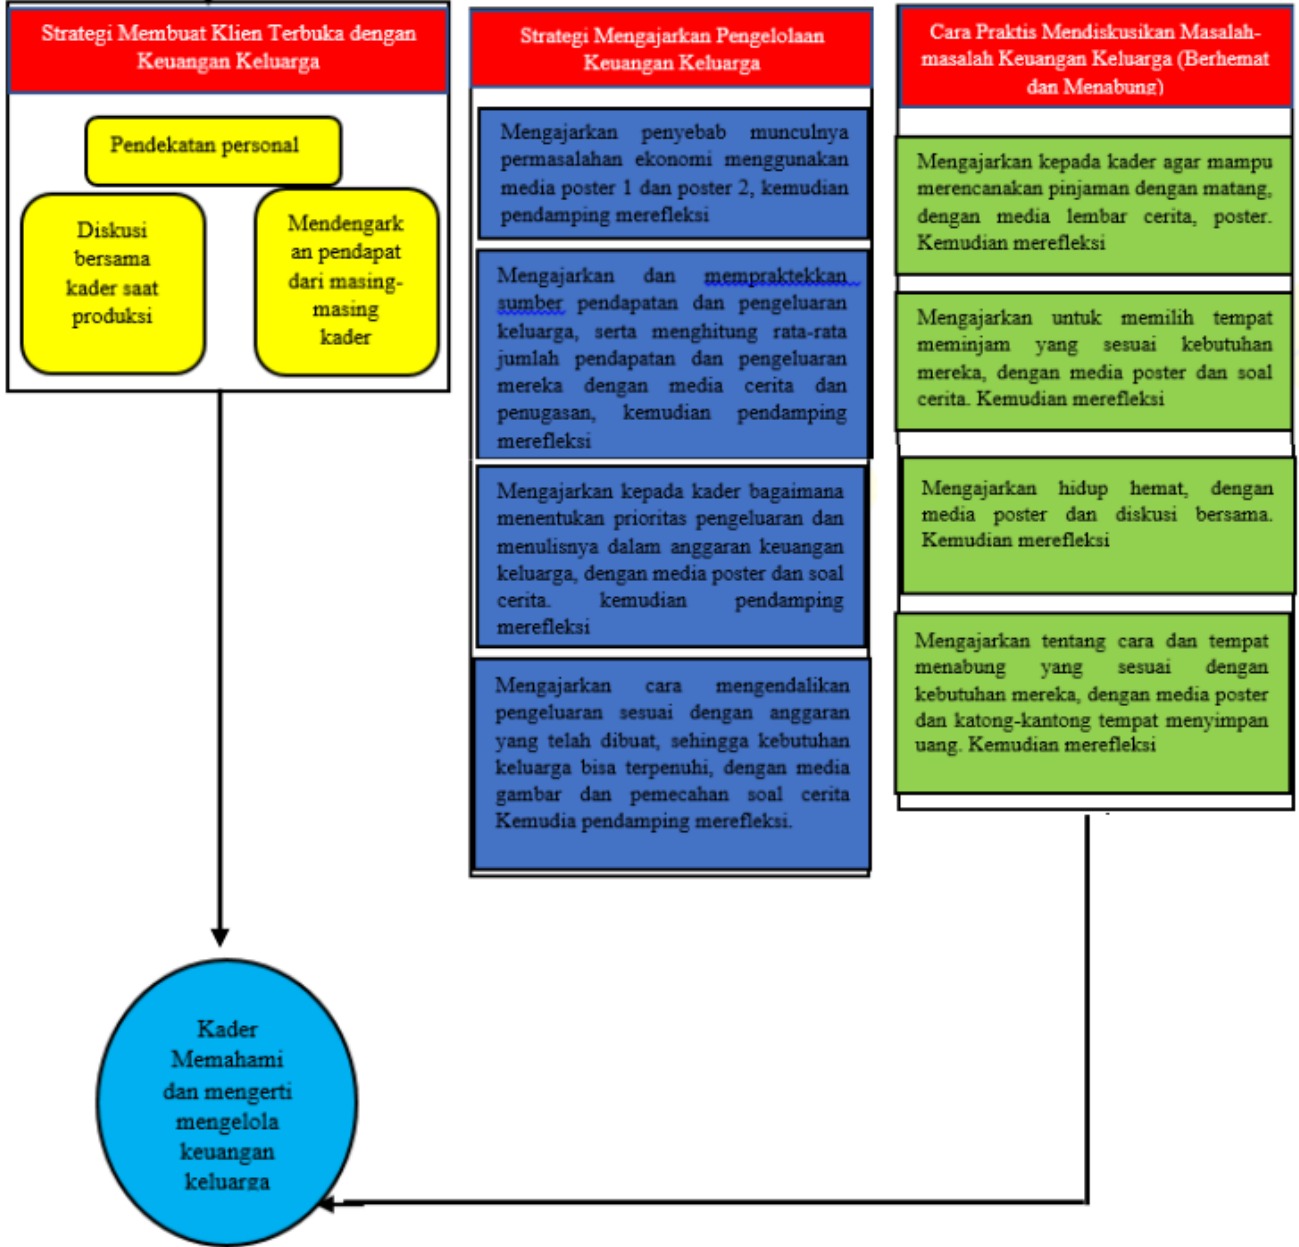 Strategi Membuat Klien Terbuka dengan
Keuangan Keluarga
Pendekatan personal
Diskusi
bersama
kader saat
produksi
Mendengark
an pendapat
dari masing-
masing
kader
Strategi Mengajarkan Pengelolaan
Keuangan Keluarga
Mengajarkan penyebab munculnya
permasalahan ekonomi menggunakan
media poster 1 dan poster 2, kemudian
pendamping merefleksi
Mengajarkan dan mempraktekkan
sumber pendapatan dan pengeluaran
keluarga, serta menghitung rata-rata
jumlah pendapatan dan pengeluaran
mereka dengan media cerita dan
penugasan, kemudian pendamping
merefleksi
Mengajarkan kepada kader bagaimana
menentukan prioritas pengeluaran dan
menulisnya dalam anggaran keuangan
keluarga, dengan media poster dan soal
cerita. kemudian pendamping
merefleksi
Mengajarkan cara mengendalikan
pengeluaran sesuai dengan anggaran
yang telah dibuat, sehingga kebutuhan
keluarga bisa terpenuhi, dengan media
gambar dan pemecahan soal cerita
Kemudia pendamping merefleksi.
Cara Praktis Mendiskusikan Masalah-
masalah Keuangan Keluarga (Berhemat
dan Menabung)
Mengajarkan kepada kader agar mampu
merencanakan pinjaman dengan matang,
dengan media lembar cerita, poster.
Kemudian merefleksi
Mengajarkan untuk memilih tempat
meminjam yang sesuai kebutuhan
mereka, dengan media poster dan soal
cerita. Kemudian merefleksi
Mengajarkan hidup hemat, dengan
media poster dan diskusi bersama.
Kemudian merefleksi
Mengajarkan tentang cara dan tempat
menabung yang sesuai dengan
kebutuhan mereka, dengan media poster
dan katong-kantong tempat menyimpan
uang. Kemudian merefleksi
Kader
Memahami
dan mengerti
mengelola
keuangan
keluarga